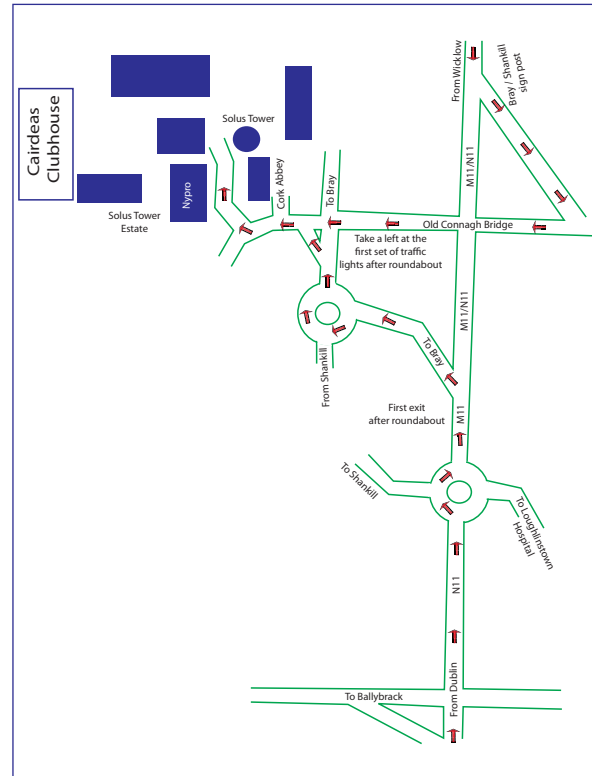 Cairdeas
Clubhouse
Solus Tower
Nypro
Solus Tower
Estate
Cork Abbey
To Bray
From Wicklow
Bray / Shankill
sign post
M11/N11
Old Connagh Bridge
Take a left at the
first set of traffic
lights after roundabout
M11/N11
From Shankill
To Bray
First exit
after roundabout
M11
To Shankill
To Loughlinstown
Hospital
N11
From Dublin
To Ballybrack